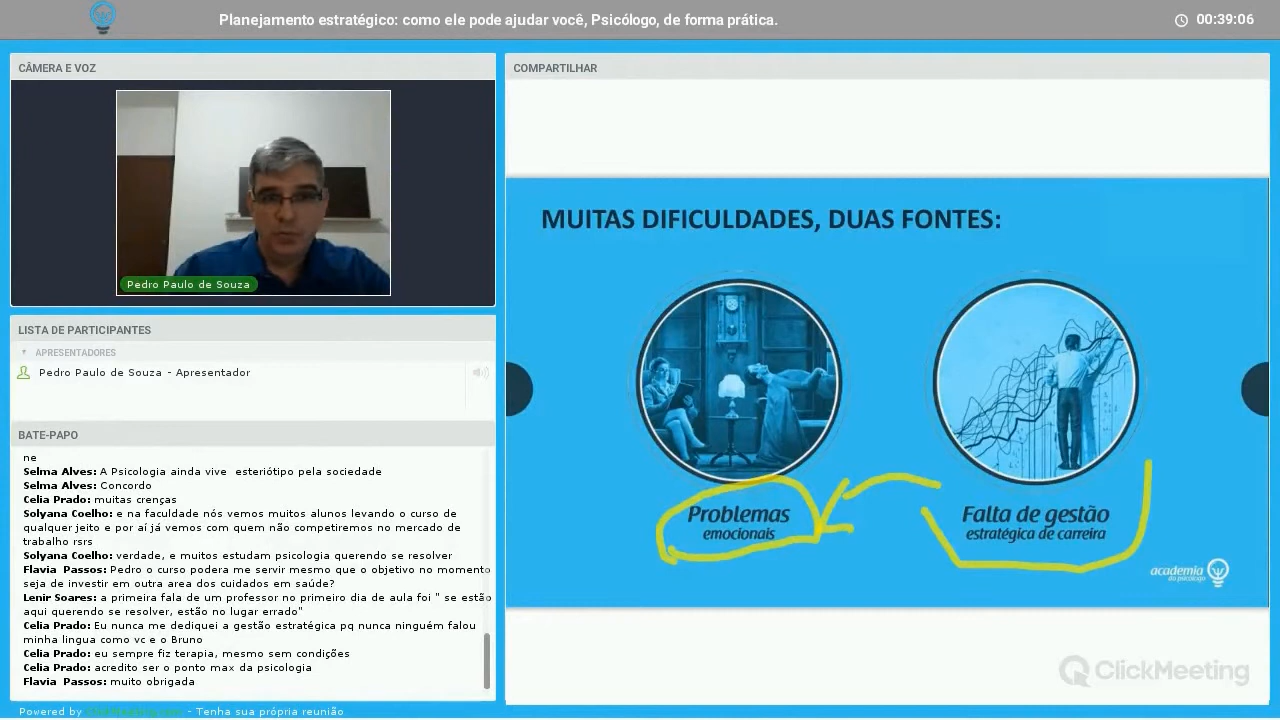 Planejamento estratégico: como ele pode ajudar você, Psicólogo, de forma prática.
00:39:06
CÂMERA E VOZ
Pedro Paulo de Souza
LISTA DE PARTICIPANTES
APRESENTADORES
Pedro Paulo de Souza - Apresentador
BATE-PAPO
ne
Selma Alves: A Psicologia ainda vive esteriótipo pela sociedade
Selma Alves: Concordo
Celia Prado: muitas crenças
Solyana Coelho: e na faculdade nós vemos muitos alunos levando o curso de
qualquer jeito e por aí já vemos com quem não competiremos no mercado de
trabalho rsrs
Solyana Coelho: verdade, e muitos estudam psicologia querendo se resolver
Flavia Passos: Pedro o curso podera me servir mesmo que o objetivo no momento
seja de investir em outra area dos cuidados em saúde?
Lenir Soares: a primeira fala de um professor no primeiro dia de aula foi " se estão
aqui querendo se resolver, estão no lugar errado"
Celia Prado: Eu nunca me dediquei a gestão estratégica pq nunca ninguém falou
minha lingua como vc e o Bruno
Celia Prado: eu sempre fiz terapia, mesmo sem condições
Celia Prado: acredito ser o ponto max da psicologia
Flavia Passos: muito obrigada
Powered by ClickMeeting.com - Tenha sua própria reunião
COMPARTILHAR
MUITAS DIFICULDADES, DUAS FONTES:
Problemas
emocionais
Falta de gestão
estratégica de carreira
academia
do psicólogo
ClickMeeting